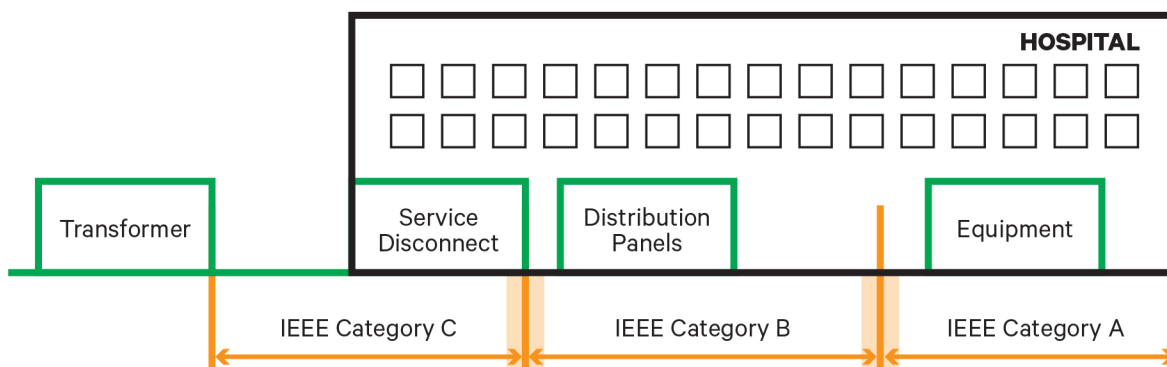 HOSPITAL
Transformer
Service
Disconnect
Distribution
Panels
Equipment
IEEE Category C
IEEE Category B
IEEE Category A